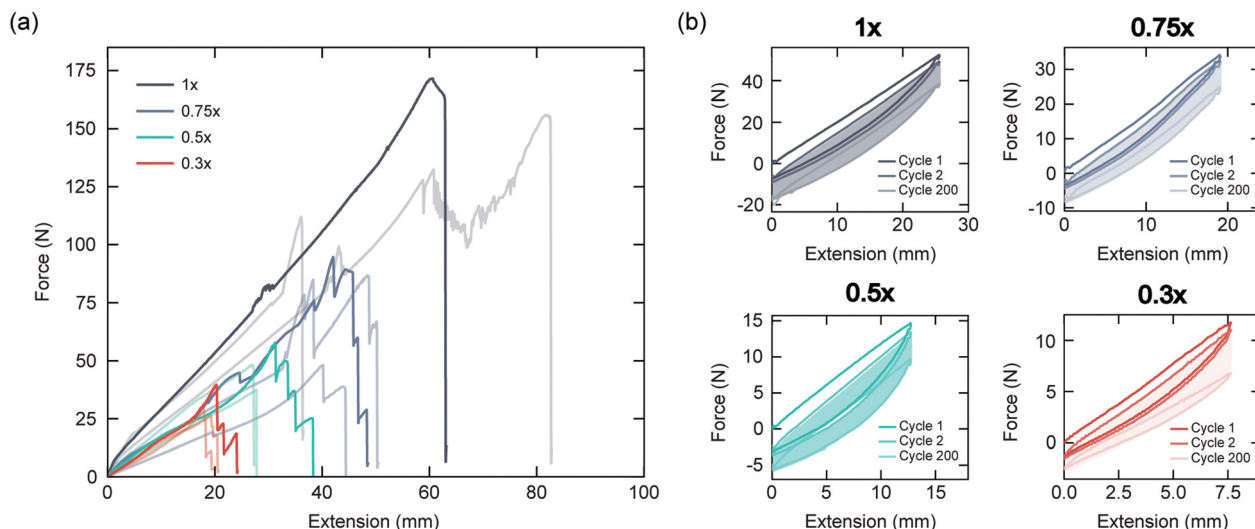 (a)
175
150
125
100
75
50
25
0
Force (N)
1x
0.75x
0.5x
0.3x
0
20
40
60
80
100
Extension (mm)
(b)
1x
40
20
0
-20
Force (N)
Cycle 1
Cycle 2
Cycle 200
0
10
20
30
Extension (mm)
0.75x
30
20
10
0
-10
Force (N)
Cycle 1
Cycle 2
Cycle 200
0
10
20
Extension (mm)
0.5x
15
10
5
0
-5
Force (N)
Cycle 1
Cycle 2
Cycle 200
0
5
10
15
Extension (mm)
0.3x
10
5
0
Force (N)
Cycle 1
Cycle 2
Cycle 200
0.0
2.5
5.0
7.5
Extension (mm)